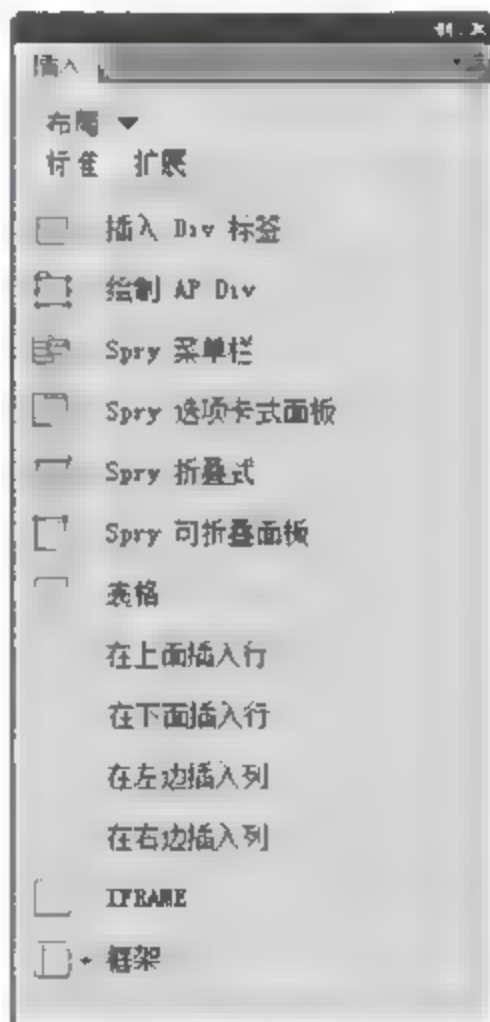 插入
布局
标准 扩展
插入 Div 标签
绘制 AP Div
Spry 菜单栏
Spry 选项卡式面板
Spry 折叠式
Spry 可折叠面板
表格
在上面插入行
在下面插入行
在左边插入列
在右边插入列
IFRAME
框架